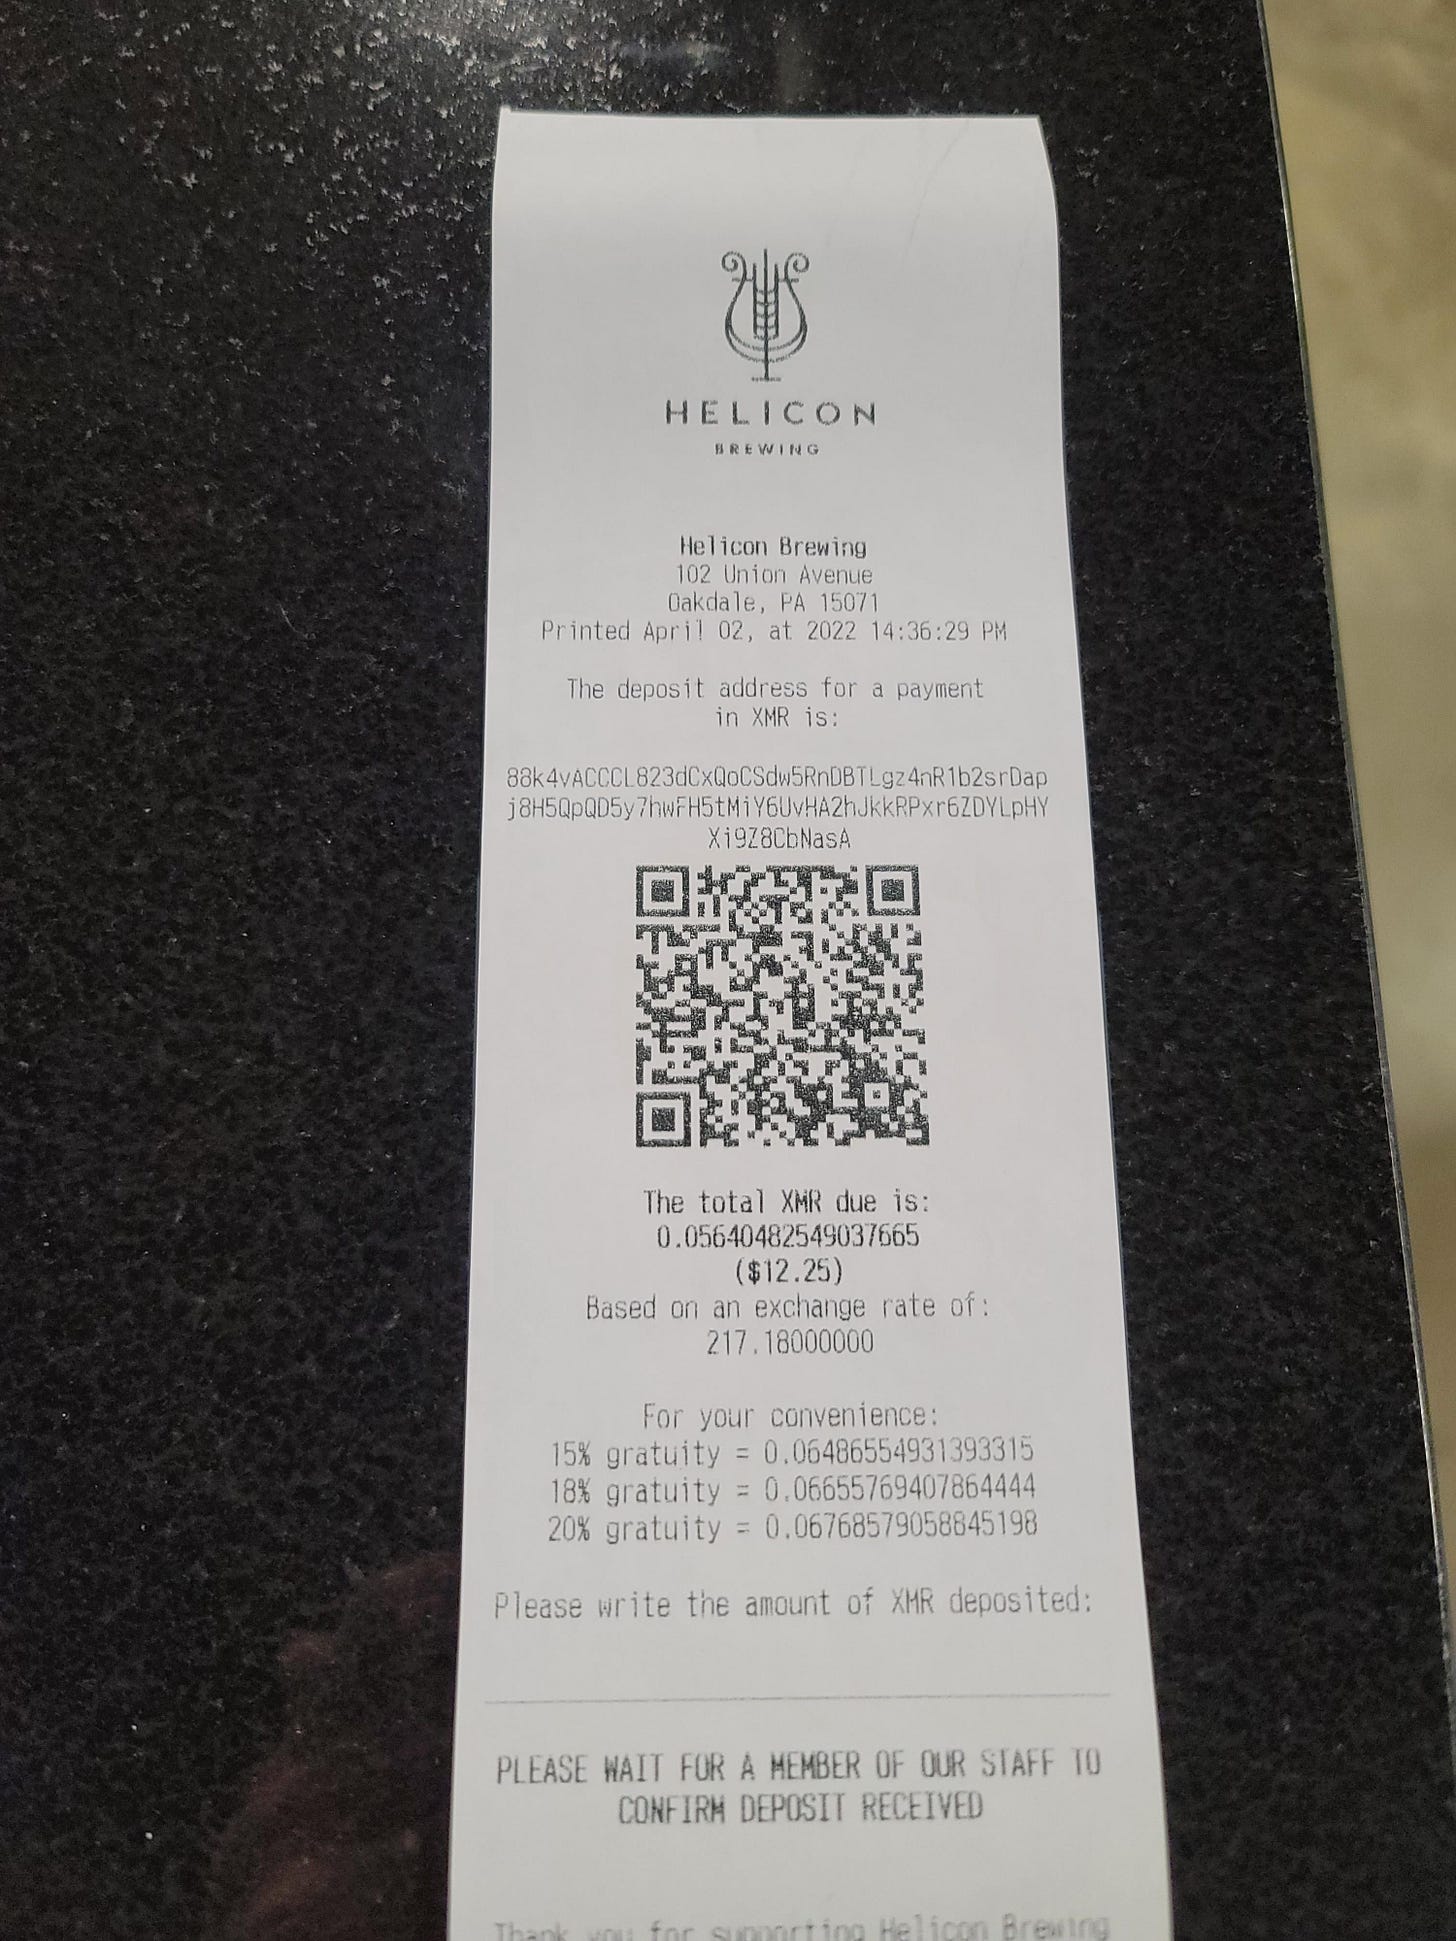 HELICON
BREWING
Helicon Brewing
102 Union Avenue
Oakdale, PA 15071
Printed April 02, at 2022 14:36:29 PM
The deposit address for a payment
in XMR is:
88k4vACCCL823dCxQoCSdw5RnDBTLgz4nR1b2srDap
j8H5QpQD5y7hwFH5tMiY6UvHA2hJkkRPxr6ZDYLpHY
Xi9Z8CbNasA
The total XMR due is:
0.05640482549037665
($12.25)
Based on an exchange rate of:
217.18000000
For your convenience:
15% gratuity = 0.06486554931393315
18% gratuity = 0.06655769407864444
20% gratuity = 0.06768579058845198
Please write the amount of XMR deposited:
PLEASE WAIT FOR A MEMBER OF OUR STAFF TO
CONFIRM DEPOSIT RECEIVED
Thank you for supporting Helicon Brewing